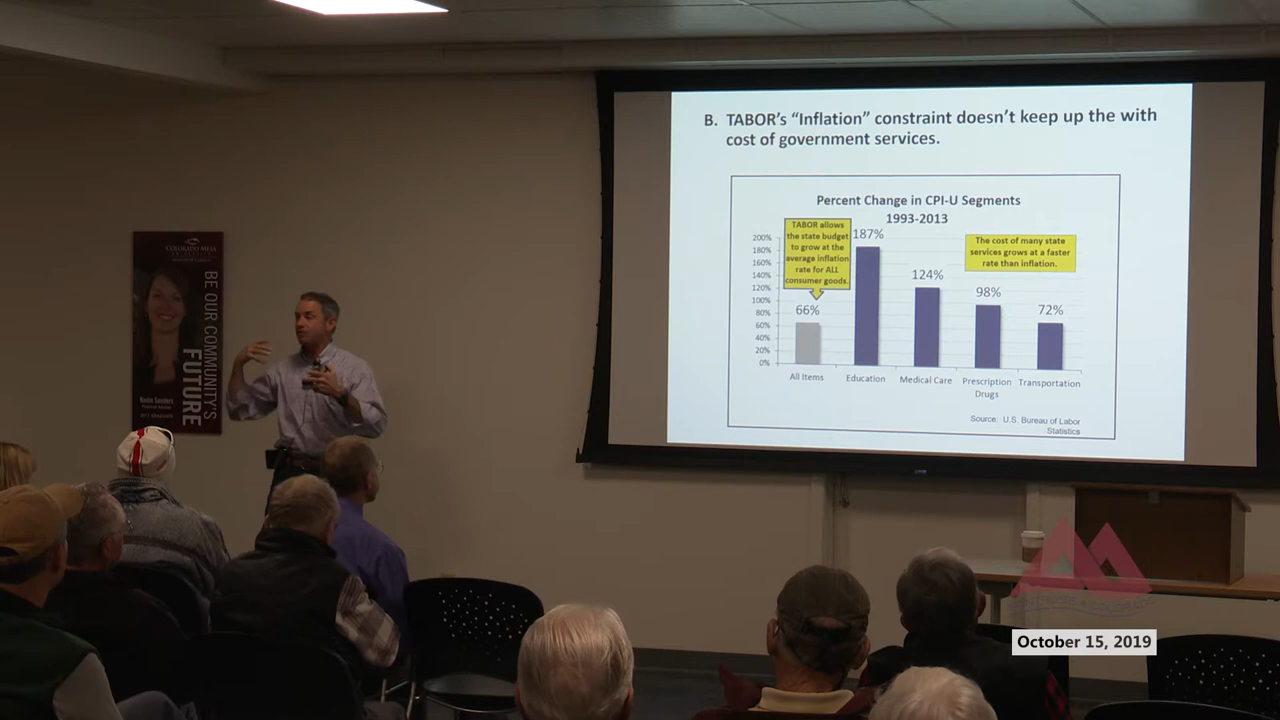 B. TABOR's "Inflation" constraint doesn't keep up the with
cost of government services.
Percent Change in CPI-U Segments
1993-2013
TABOR allows
the state budget
to grow at the
average inflation
rate for ALL
consumer goods.
The cost of many state
services grows at a faster
rate than inflation.
200%
180%
160%
140%
120%
100%
80%
60%
40%
20%
0%
66%
187%
124%
98%
72%
All Items
Education
Medical Care
Prescription
Drugs
Transportation
Source: U.S. Bureau of Labor
Statistics
COLORADO MESA
BE OUR COMMUNITY'S
FUTURE
October 15, 2019